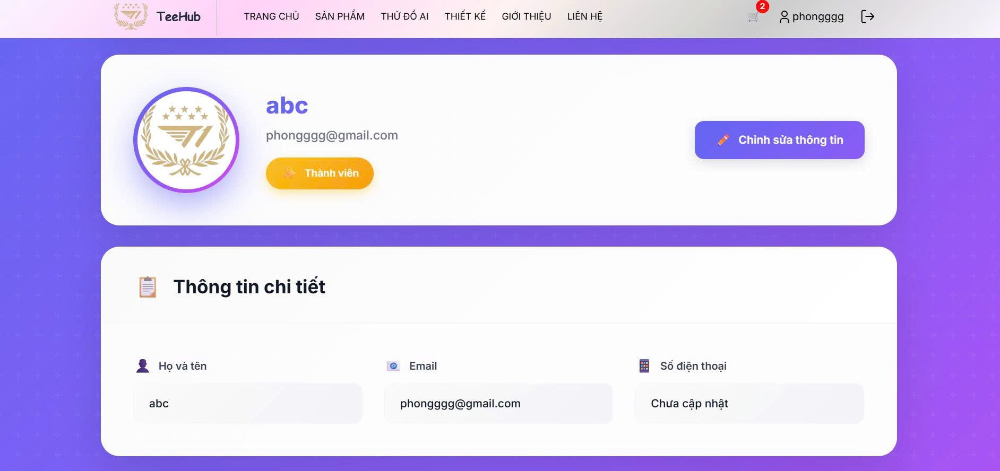 TeeHub
TRANG CHỦ SẢN PHẨM THỬ ĐỒ AI THIẾT KẾ GIỚI THIỆU LIÊN HỆ
2
phongggg
abc
phongggg@gmail.com
Thành viên
Chỉnh sửa thông tin
Thông tin chi tiết
Họ và tên
Email
Số điện thoại
abc
phongggg@gmail.com
Chưa cập nhật